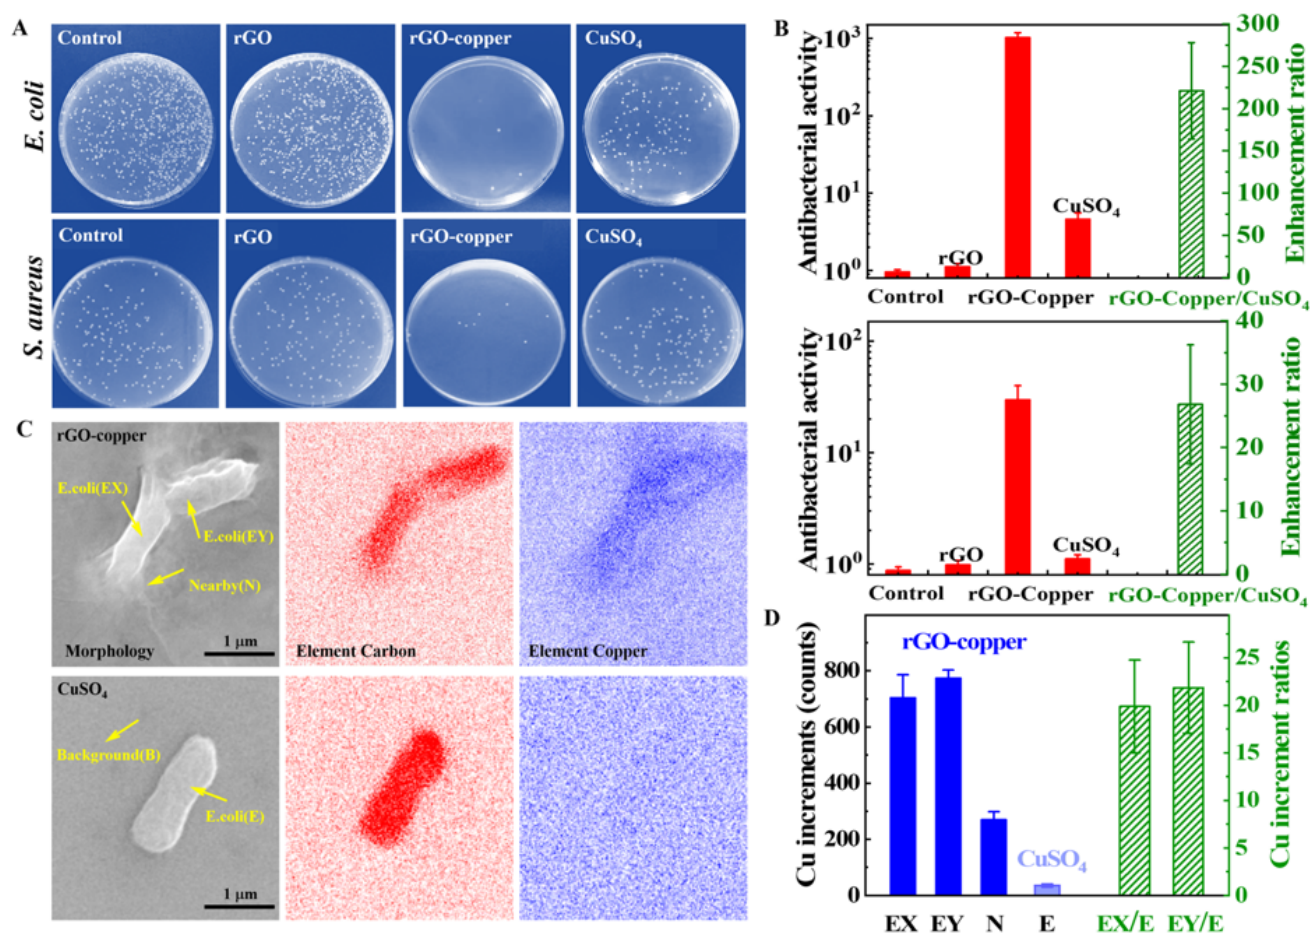 A
E. coli
Control
rGO
rGO-copper
CuSO₄
S. aureus
Control
rGO
rGO-copper
CuSO₄
B
Antibacterial activity
10³
10²
10¹
10⁰
rGO
CuSO₄
Control
rGO-Copper
rGO-Copper/CuSO₄
300
250
200
150
100
50
0
Enhancement ratio
Antibacterial activity
10²
10¹
10⁰
rGO
CuSO₄
Control
rGO-Copper
rGO-Copper/CuSO₄
40
30
20
10
0
Enhancement ratio
C
rGO-copper
E.coli(EX)
E.coli(EY)
Nearby(N)
Morphology
1 μm
Element Carbon
Element Copper
CuSO₄
Background(B)
E.coli(E)
1 μm
D
Cu increments (counts)
800
600
400
200
0
rGO-copper
CuSO₄
EX
EY
N
E
EX/E
EY/E
25
20
15
10
5
0
Cu increment ratios